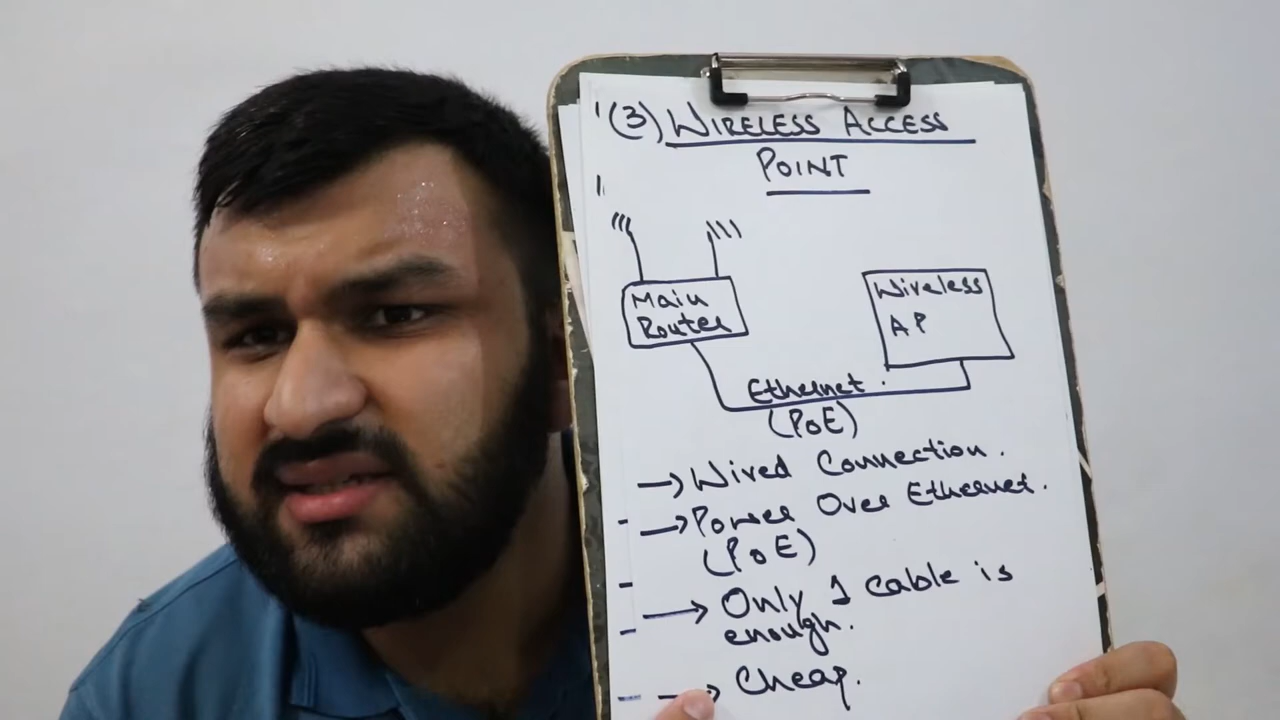 (3) WIRELESS ACCESS
POINT
Main
Router
Wireless
AP
Ethernet.
(PoE)
→ Wired Connection.
→ Power Over Ethernet.
(PoE)
→ Only 1 cable is
enough.
→ Cheap.